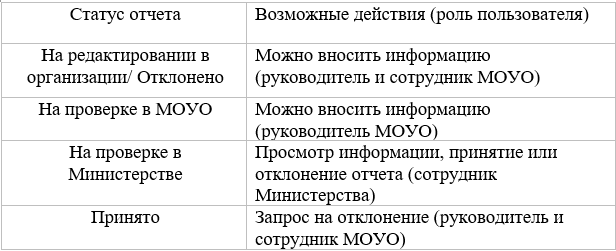 Статус отчета Возможные действия (роль пользователя)
На редактировании в организации/ Отклонено
Можно вносить информацию (руководитель и сотрудник МОУО)
На проверке в МОУО
Можно вносить информацию (руководитель МОУО)
На проверке в Министерстве
Просмотр информации, принятие или отклонение отчета (сотрудник Министерства)
Принято
Запрос на отклонение (руководитель и сотрудник МОУО)